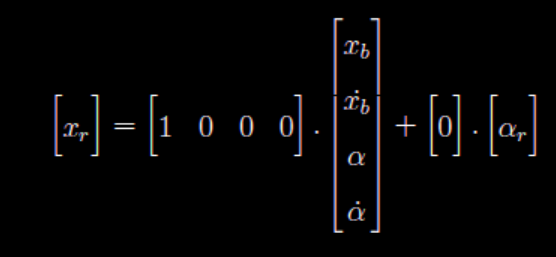 [x_r] = [1 0 0 0] · [x_b ẋ_b α α̇] + [0] · [α_r]